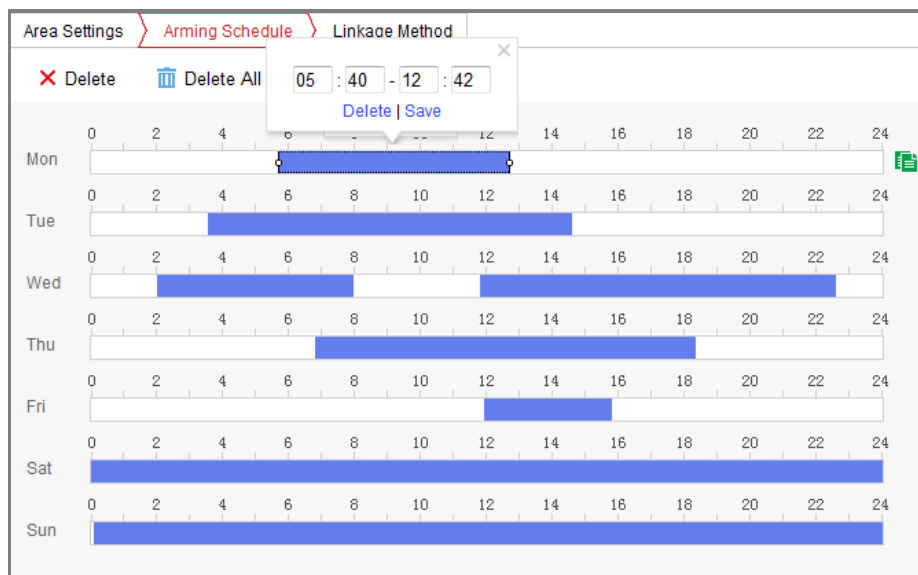 Area Settings Arming Schedule Linkage Method
Delete Delete All
05 : 40 - 12 : 42
Delete | Save
0 2 4 6 12 14 16 18 20 22 24
Mon
0 2 4 6 8 10 12 14 16 18 20 22 24
Tue
0 2 4 6 8 10 12 14 16 18 20 22 24
Wed
0 2 4 6 8 10 12 14 16 18 20 22 24
Thu
0 2 4 6 8 10 12 14 16 18 20 22 24
Fri
0 2 4 6 8 10 12 14 16 18 20 22 24
Sat
0 2 4 6 8 10 12 14 16 18 20 22 24
Sun